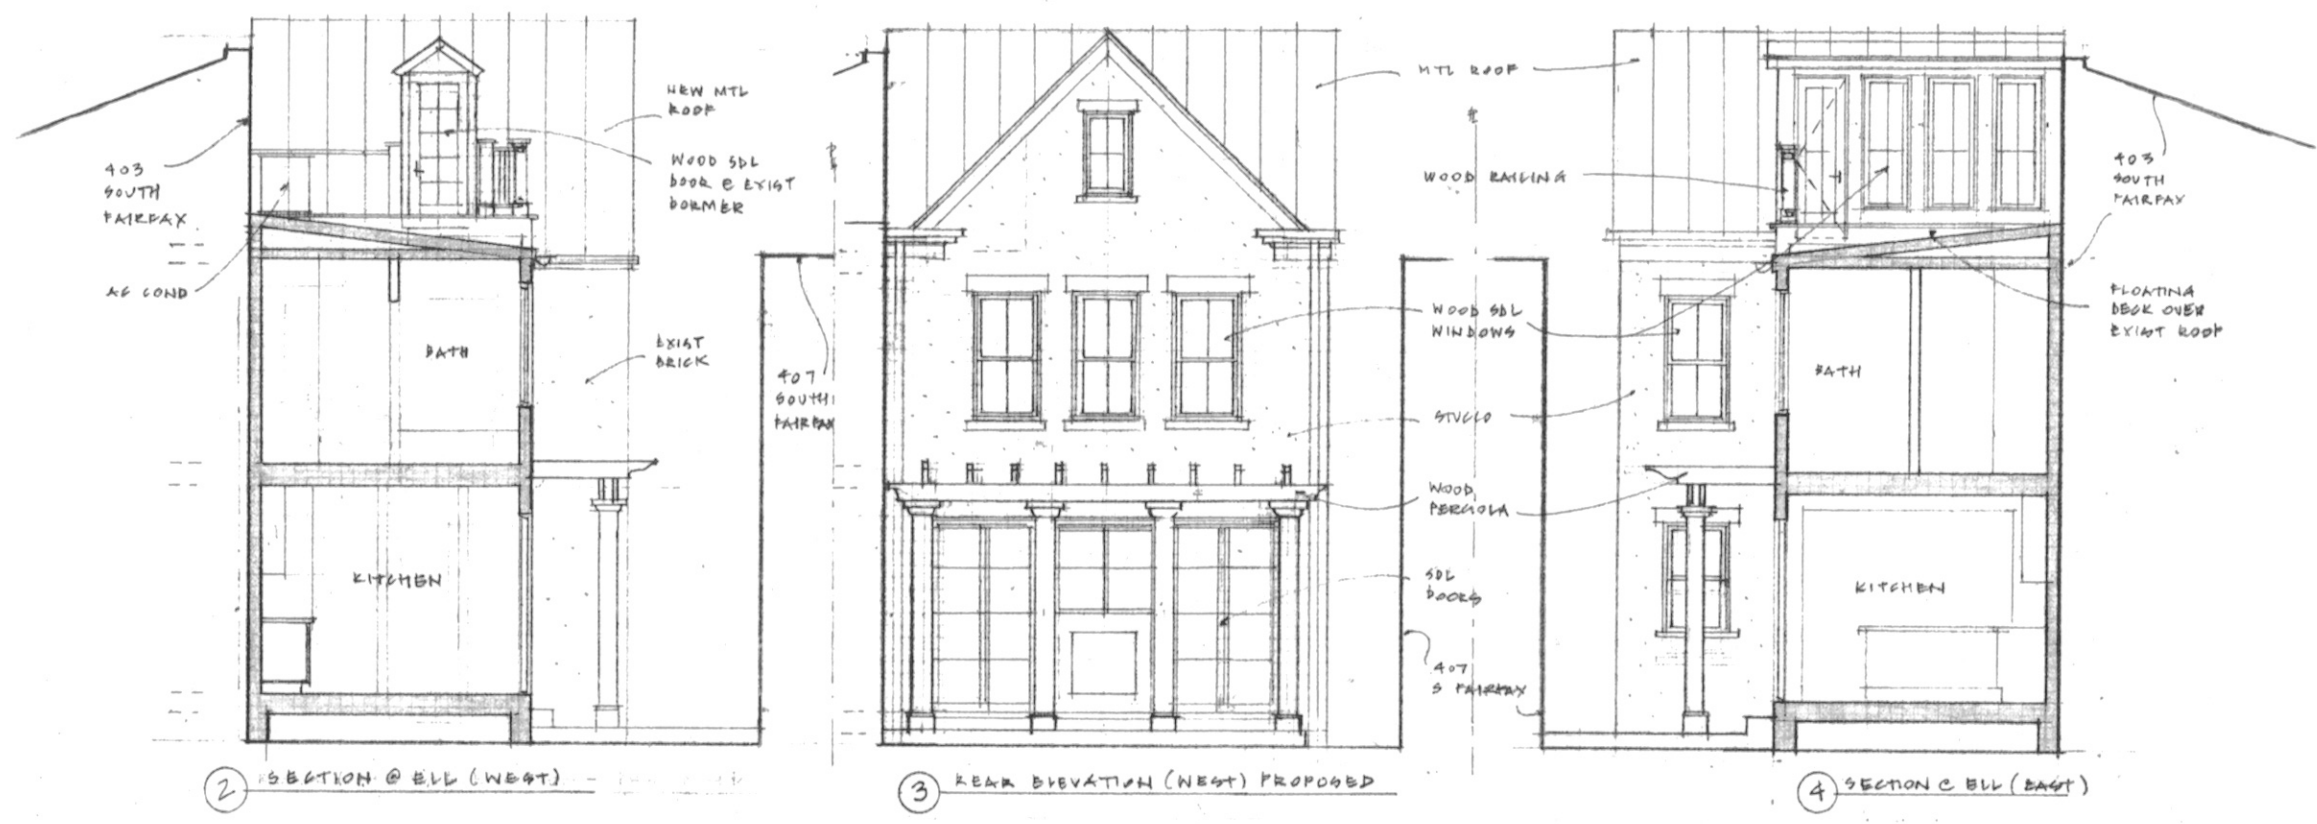 NEW MTL
ROOF
403
SOUTH
FAIRFAX
WOOD SDL
DOOR @ EXIST
DORMER
AC COND
BATH
EXIST
BRICK
KITCHEN
407
SOUTH
FAIRFAX
2 SECTION @ ELL (WEST)
MTL ROOF
WOOD RAILING
WOOD SDL
WINDOWS
STUCCO
WOOD
PERGOLA
SDL
DOORS
407
S FAIRFAX
3 REAR ELEVATION (WEST) PROPOSED
403
SOUTH
FAIRFAX
FLOATING
DECK OVER
EXIST ROOF
BATH
KITCHEN
4 SECTION @ ELL (EAST)